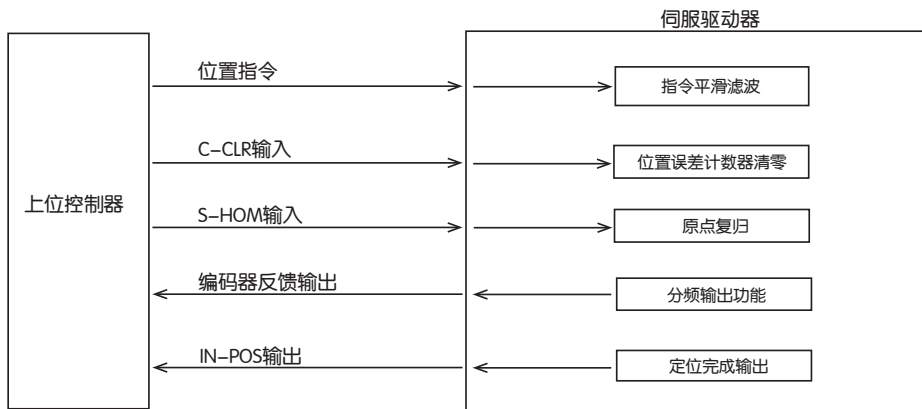 伺服驱动器
位置指令
指令平滑滤波
C-CLR输入
位置误差计数器清零
上位控制器
S-HOM输入
原点复归
编码器反馈输出
分频输出功能
IN-POS输出
定位完成输出